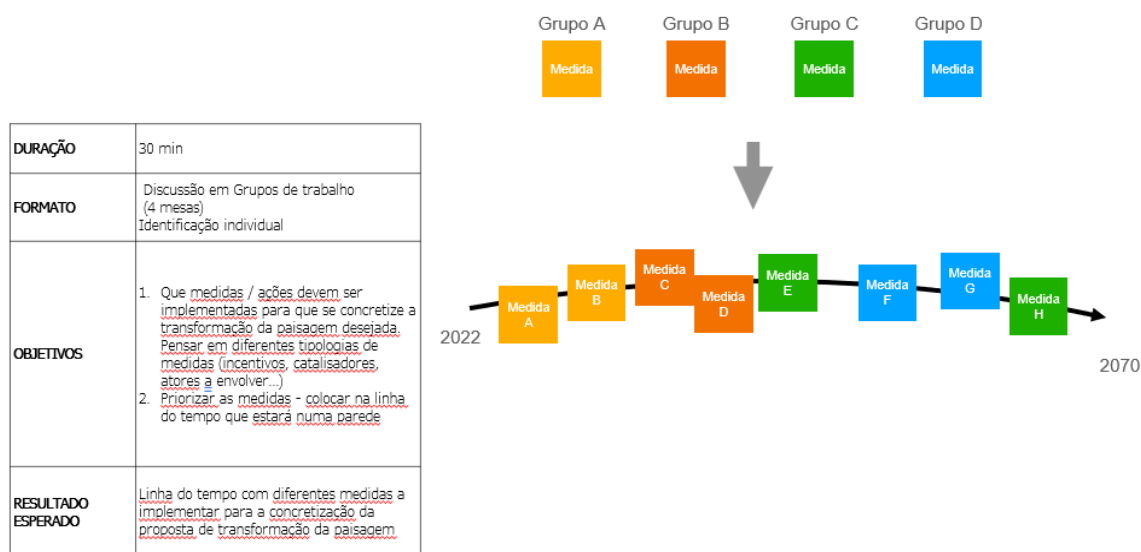 Grupo A
Grupo B
Grupo C
Grupo D
Medida
Medida
Medida
Medida
DURAÇÃO
30 min
FORMATO
Discussão em Grupos de trabalho
(4 mesas)
Identificação individual
OBJETIVOS
1. Que medidas / ações devem ser
implementadas para que se concretize a
transformação da paisagem desejada.
Pensar em diferentes tipologias de
medidas (incentivos, catalisadores,
atores a envolver...)
2. Priorizar as medidas - colocar na linha
do tempo que estará numa parede
RESULTADO
ESPERADO
Linha do tempo com diferentes medidas a
implementar para a concretização da
proposta de transformação da paisagem
2022
Medida
A
Medida
B
Medida
C
Medida
D
Medida
E
Medida
F
Medida
G
Medida
H
2070